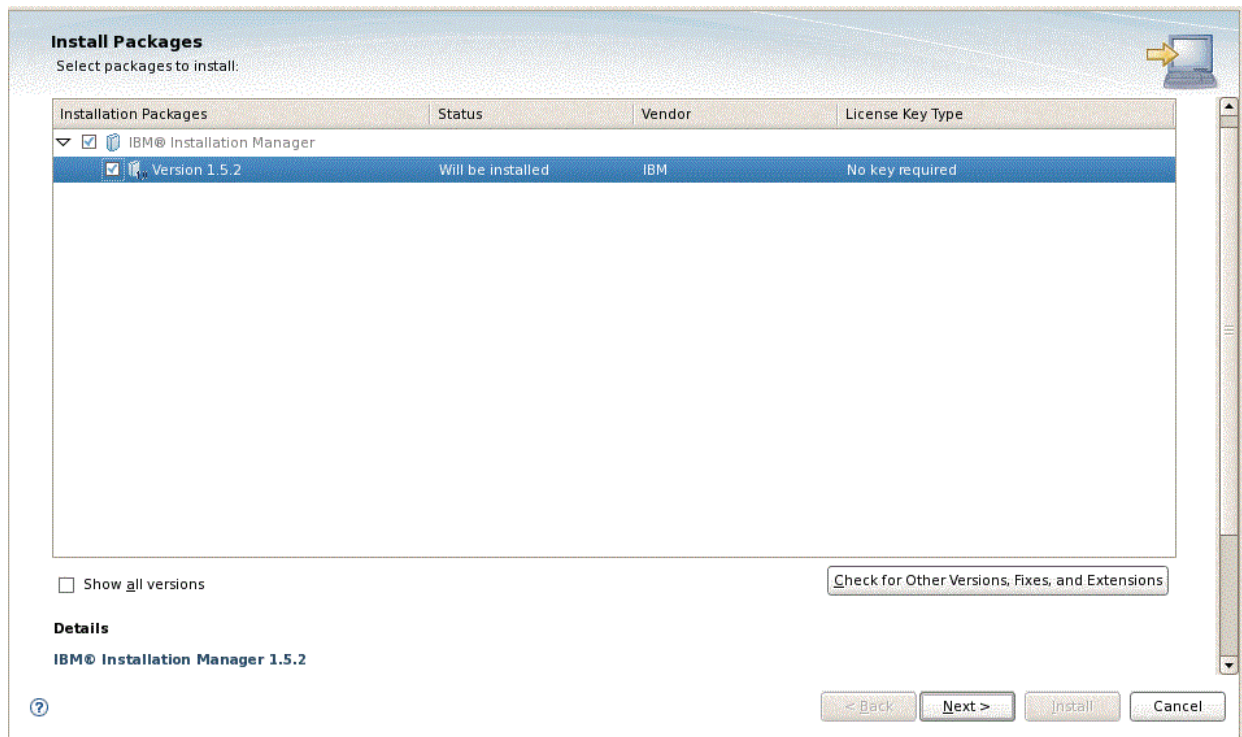 Install Packages
Select packages to install:
Installation Packages Status Vendor License Key Type
IBM® Installation Manager
Version 1.5.2 Will be installed IBM No key required
Show all versions
Check for Other Versions, Fixes, and Extensions
Details
IBM® Installation Manager 1.5.2
? < Back Next > Install Cancel